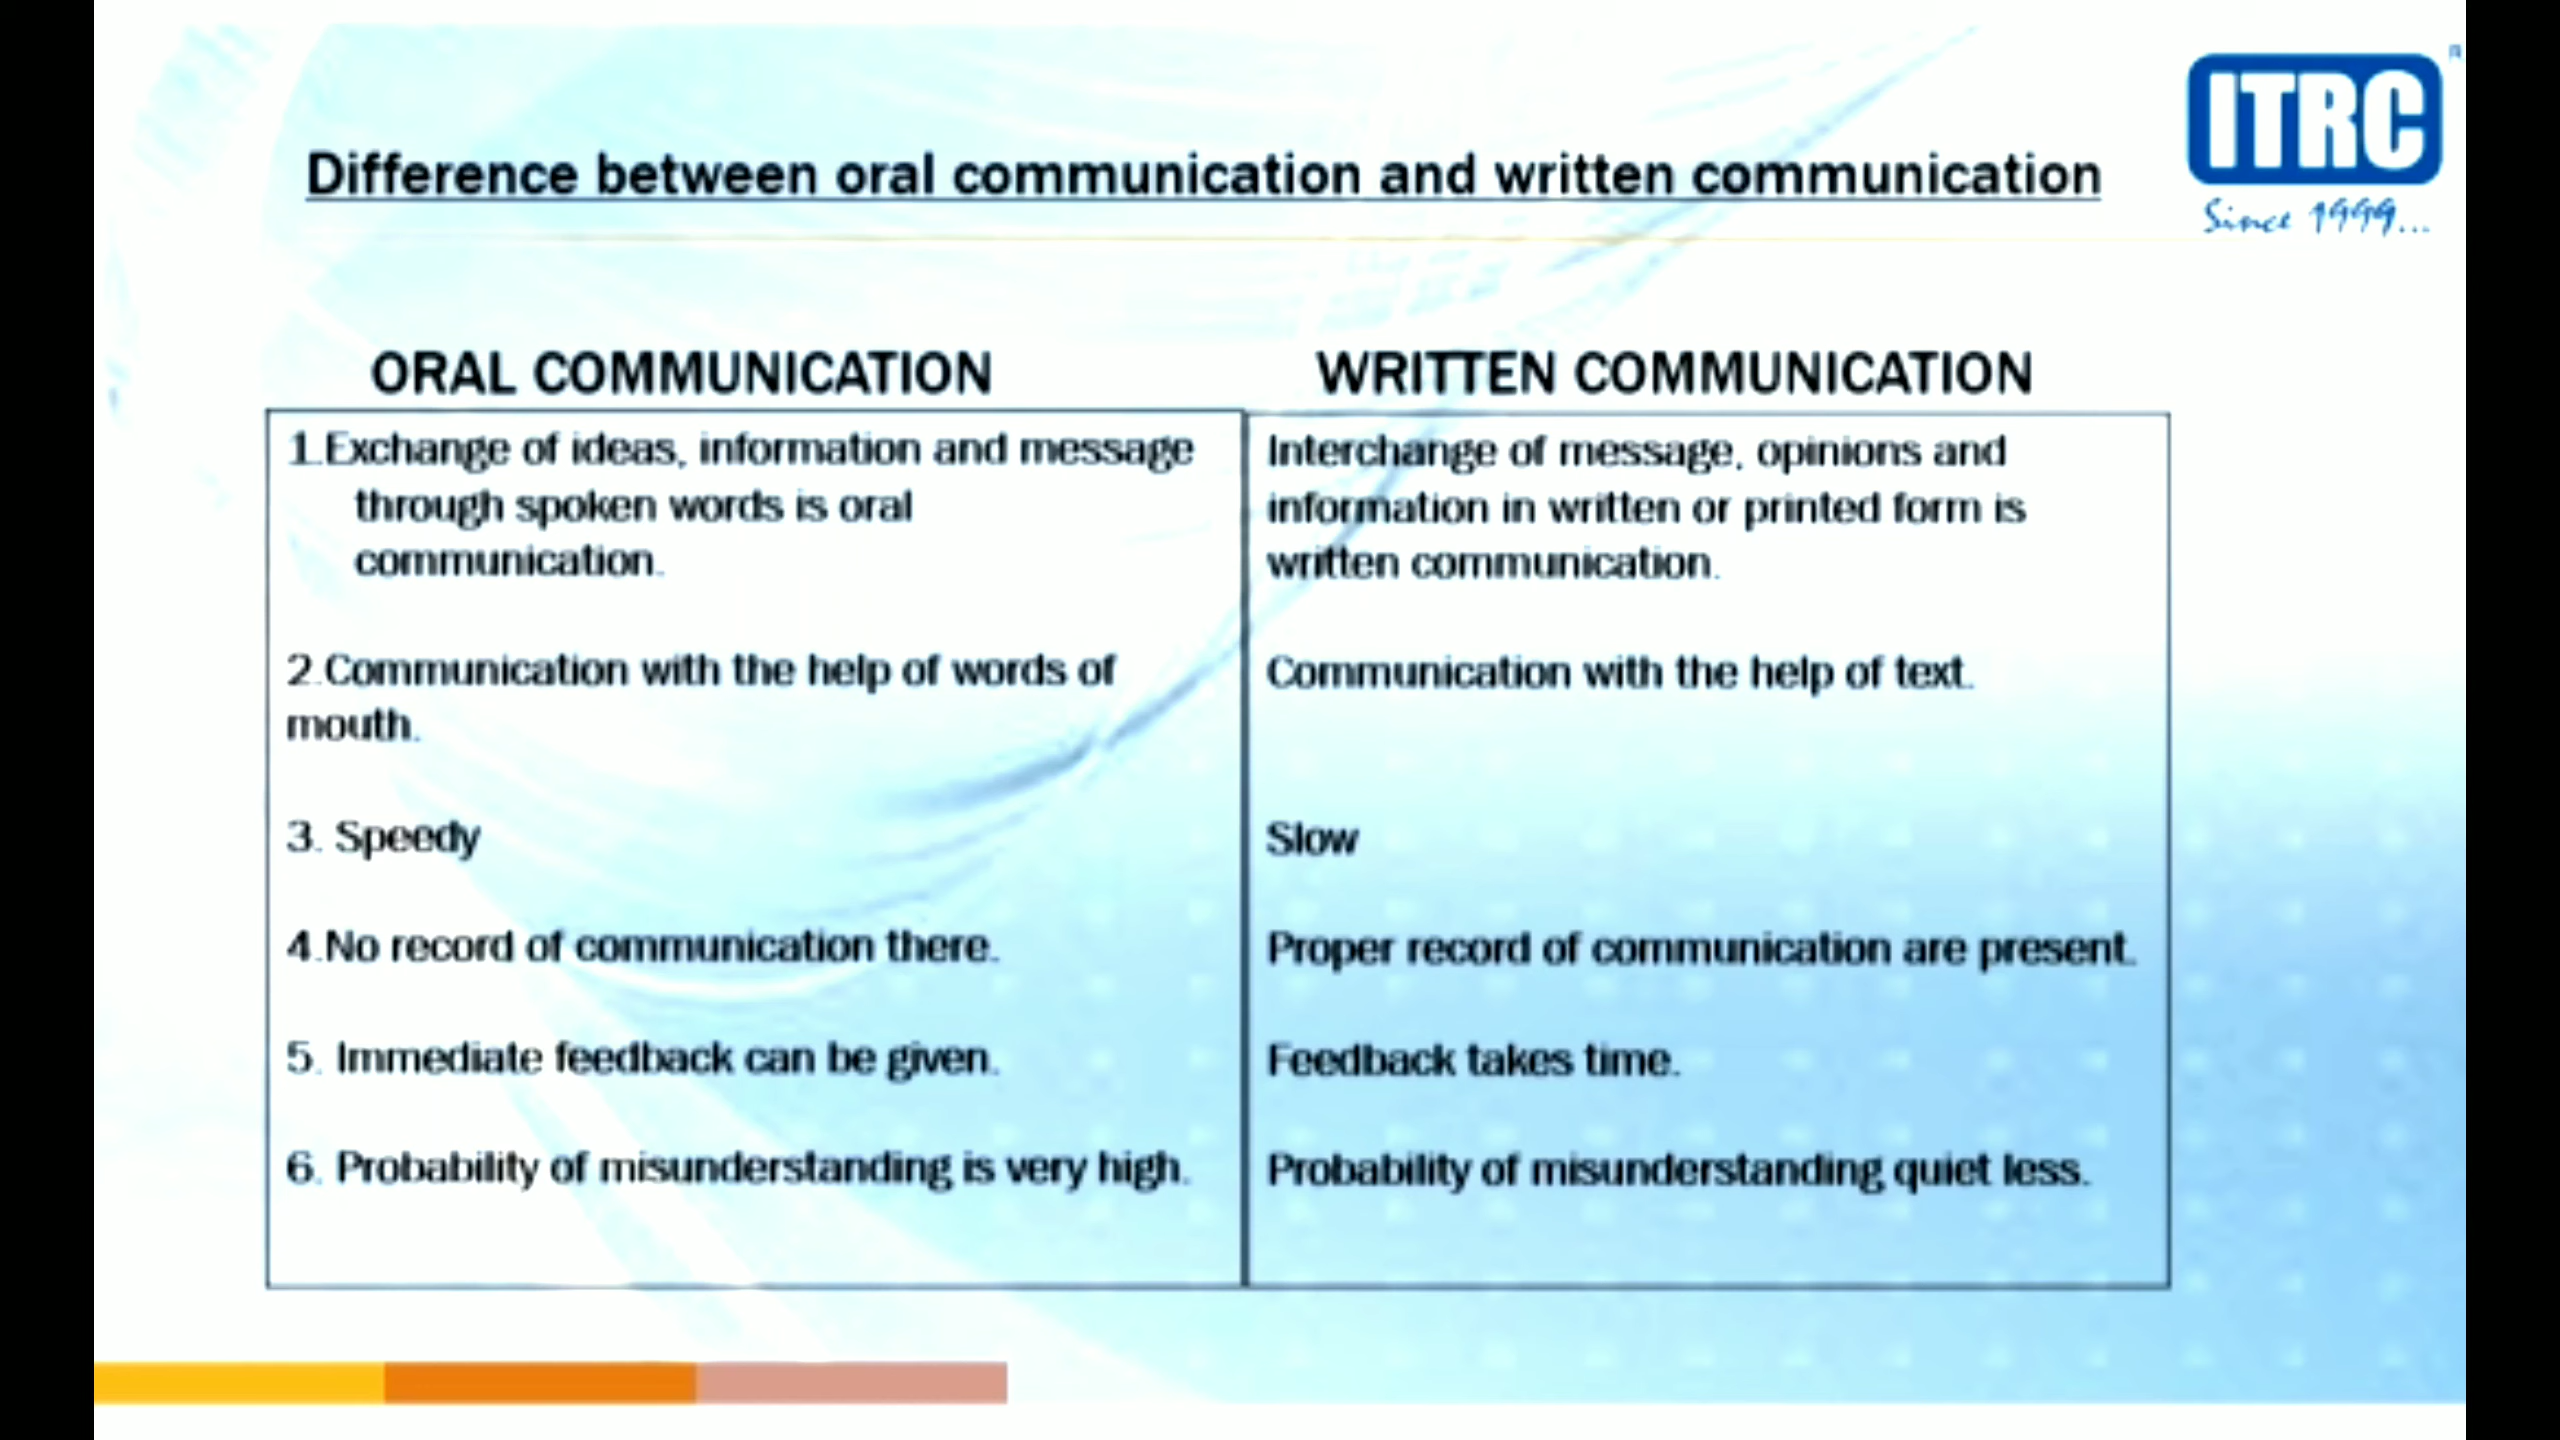 ITRC
Since 1999...
Difference between oral communication and written communication
ORAL COMMUNICATION
1.Exchange of ideas, information and message
through spoken words is oral
communication.
2.Communication with the help of words of
mouth.
3. Speedy
4.No record of communication there.
5. Immediate feedback can be given.
6. Probability of misunderstanding is very high.
WRITTEN COMMUNICATION
Interchange of message, opinions and
information in written or printed form is
written communication.
Communication with the help of text.
Slow
Proper record of communication are present.
Feedback takes time.
Probability of misunderstanding quiet less.